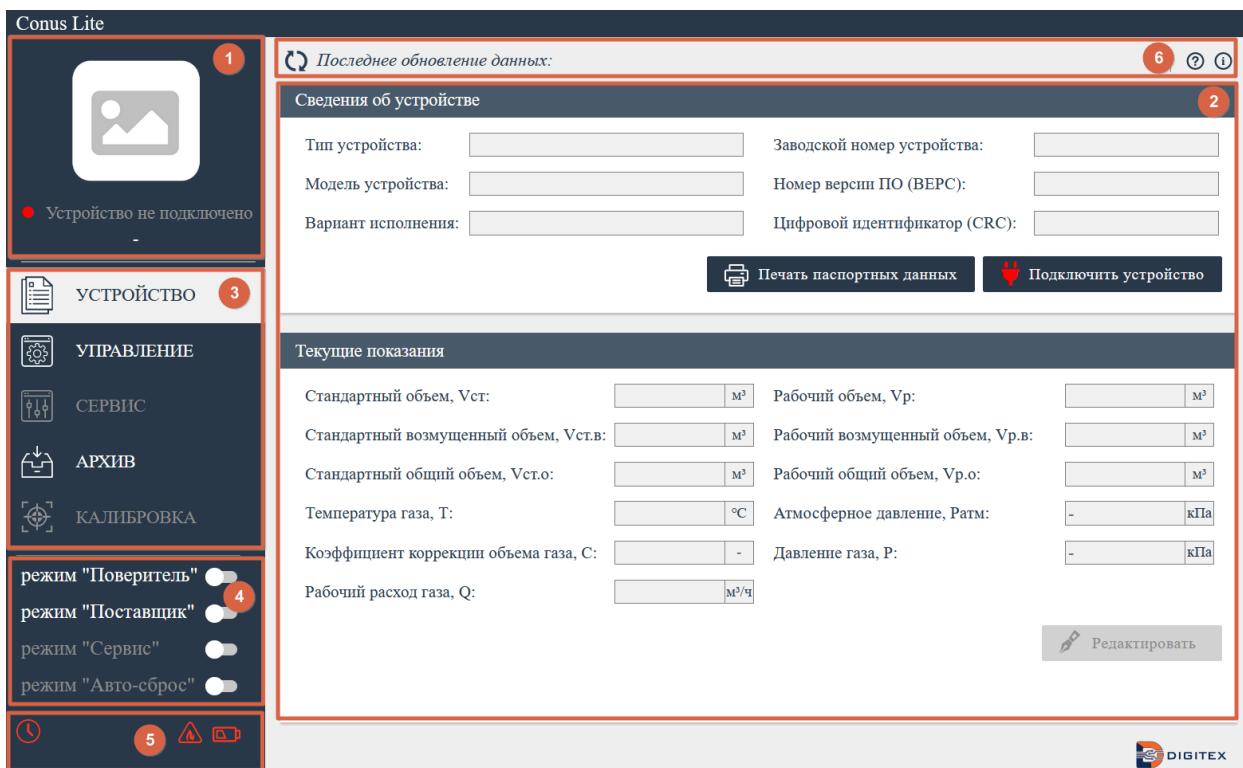 Conus Lite
1
Устройство не подключено
-
УСТРОЙСТВО
3
УПРАВЛЕНИЕ
СЕРВИС
АРХИВ
КАЛИБРОВКА
режим "Поверитель"
4
режим "Поставщик"
режим "Сервис"
режим "Авто-сброс"
5
Последнее обновление данных:
6
? i
Сведения об устройстве
2
Тип устройства:
Заводской номер устройства:
Модель устройства:
Номер версии ПО (ВЕРС):
Вариант исполнения:
Цифровой идентификатор (CRC):
Печать паспортных данных
Подключить устройство
Текущие показания
Стандартный объем, Vст: м³
Рабочий объем, Vр: м³
Стандартный возмущенный объем, Vст.в: м³
Рабочий возмущенный объем, Vр.в: м³
Стандартный общий объем, Vст.о: м³
Рабочий общий объем, Vр.о: м³
Температура газа, T: °C
Атмосферное давление, Pатм: - кПа
Коэффициент коррекции объема газа, C: -
Давление газа, P: - кПа
Рабочий расход газа, Q: м³/ч
Редактировать
DIGITEX